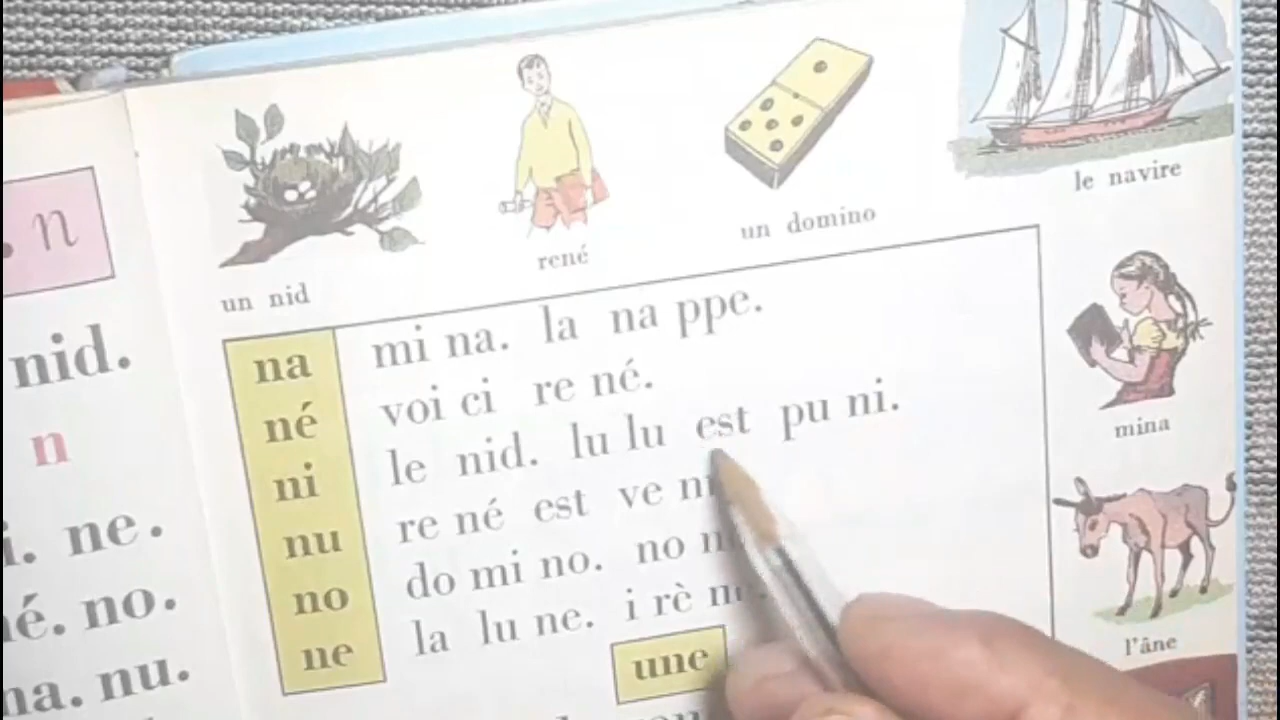 n
nid.
n
ne.
no.
nu.
un nid
rené
un domino
le navire
na
né
ni
nu
no
ne
mi na. la na ppe.
voi ci re né.
le nid. lu lu est pu ni.
re né est ve
do mi no. no
la lu ne. i rè
une
mina
l'âne